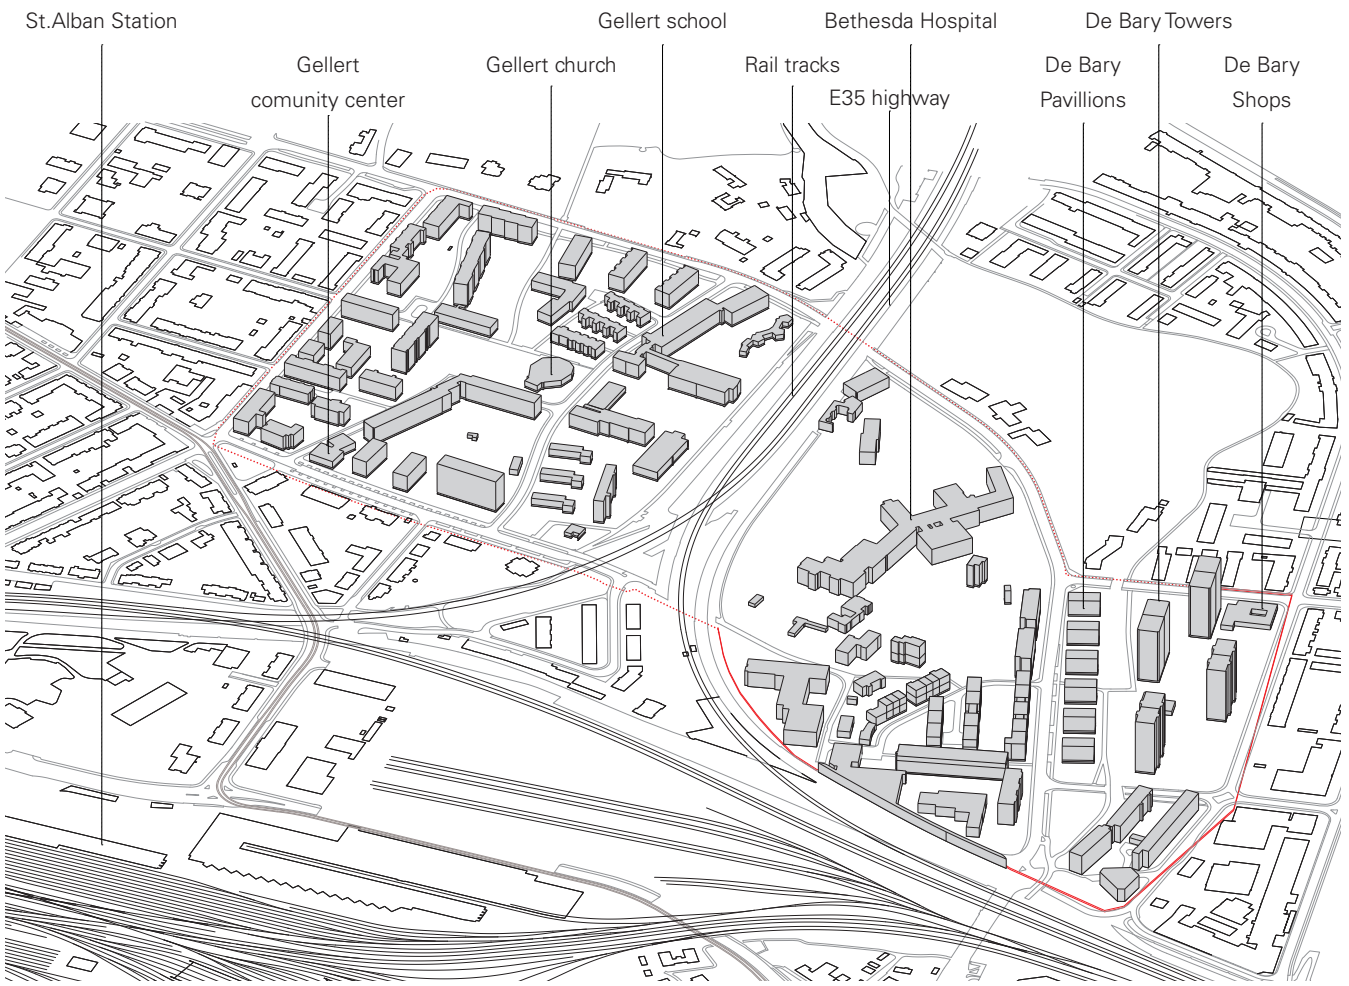 St.Alban Station
Gellert school
Bethesda Hospital
De Bary Towers
Gellert
comunity center
Gellert church
Rail tracks
E35 highway
De Bary
Pavillions
De Bary
Shops